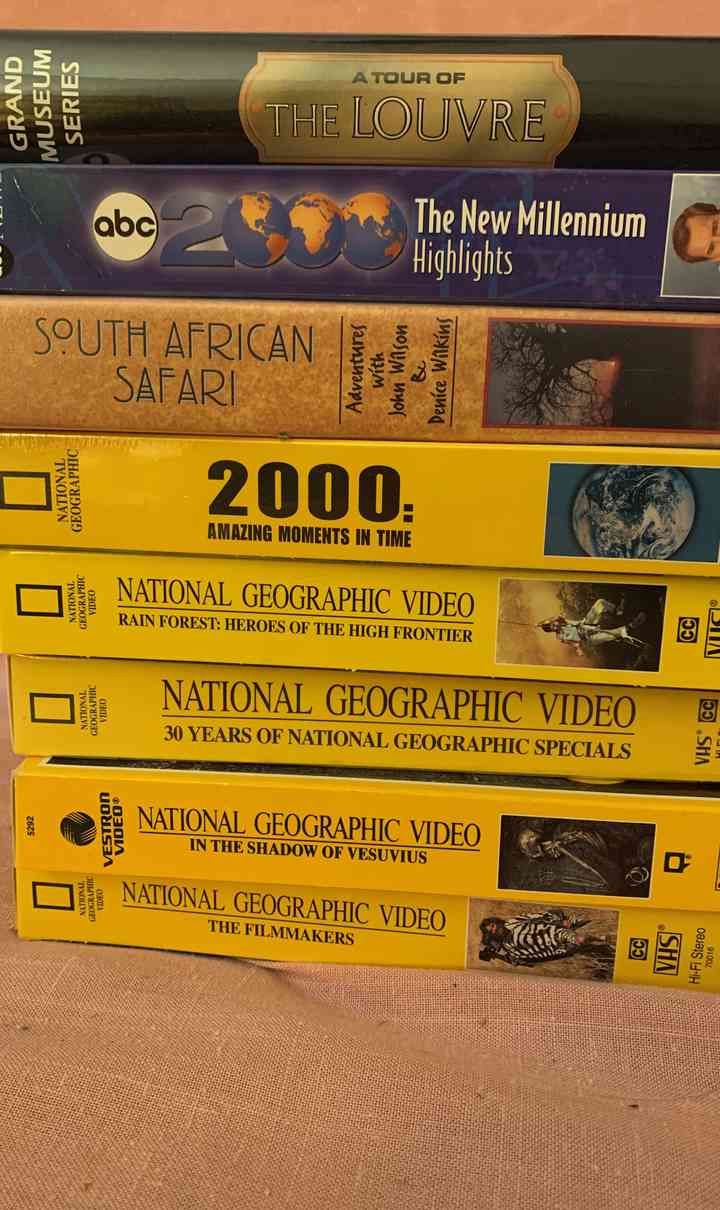 GRAND
MUSEUM
SERIES
A TOUR OF
THE LOUVRE
abc
2000
The New Millennium
Highlights
SOUTH AFRICAN
SAFARI
Adventures
with
John Wilson
&
Denice Wilkins
NATIONAL
GEOGRAPHIC
2000:
AMAZING MOMENTS IN TIME
NATIONAL
GEOGRAPHIC
VIDEO
NATIONAL GEOGRAPHIC VIDEO
RAIN FOREST: HEROES OF THE HIGH FRONTIER
CC
VHS®
NATIONAL
GEOGRAPHIC
VIDEO
NATIONAL GEOGRAPHIC VIDEO
30 YEARS OF NATIONAL GEOGRAPHIC SPECIALS
VHS® CC
5292
VESTRON
VIDEO®
NATIONAL GEOGRAPHIC VIDEO
IN THE SHADOW OF VESUVIUS
NATIONAL
GEOGRAPHIC
VIDEO
NATIONAL GEOGRAPHIC VIDEO
THE FILMMAKERS
CC
VHS®
Hi-Fi Stereo
70016